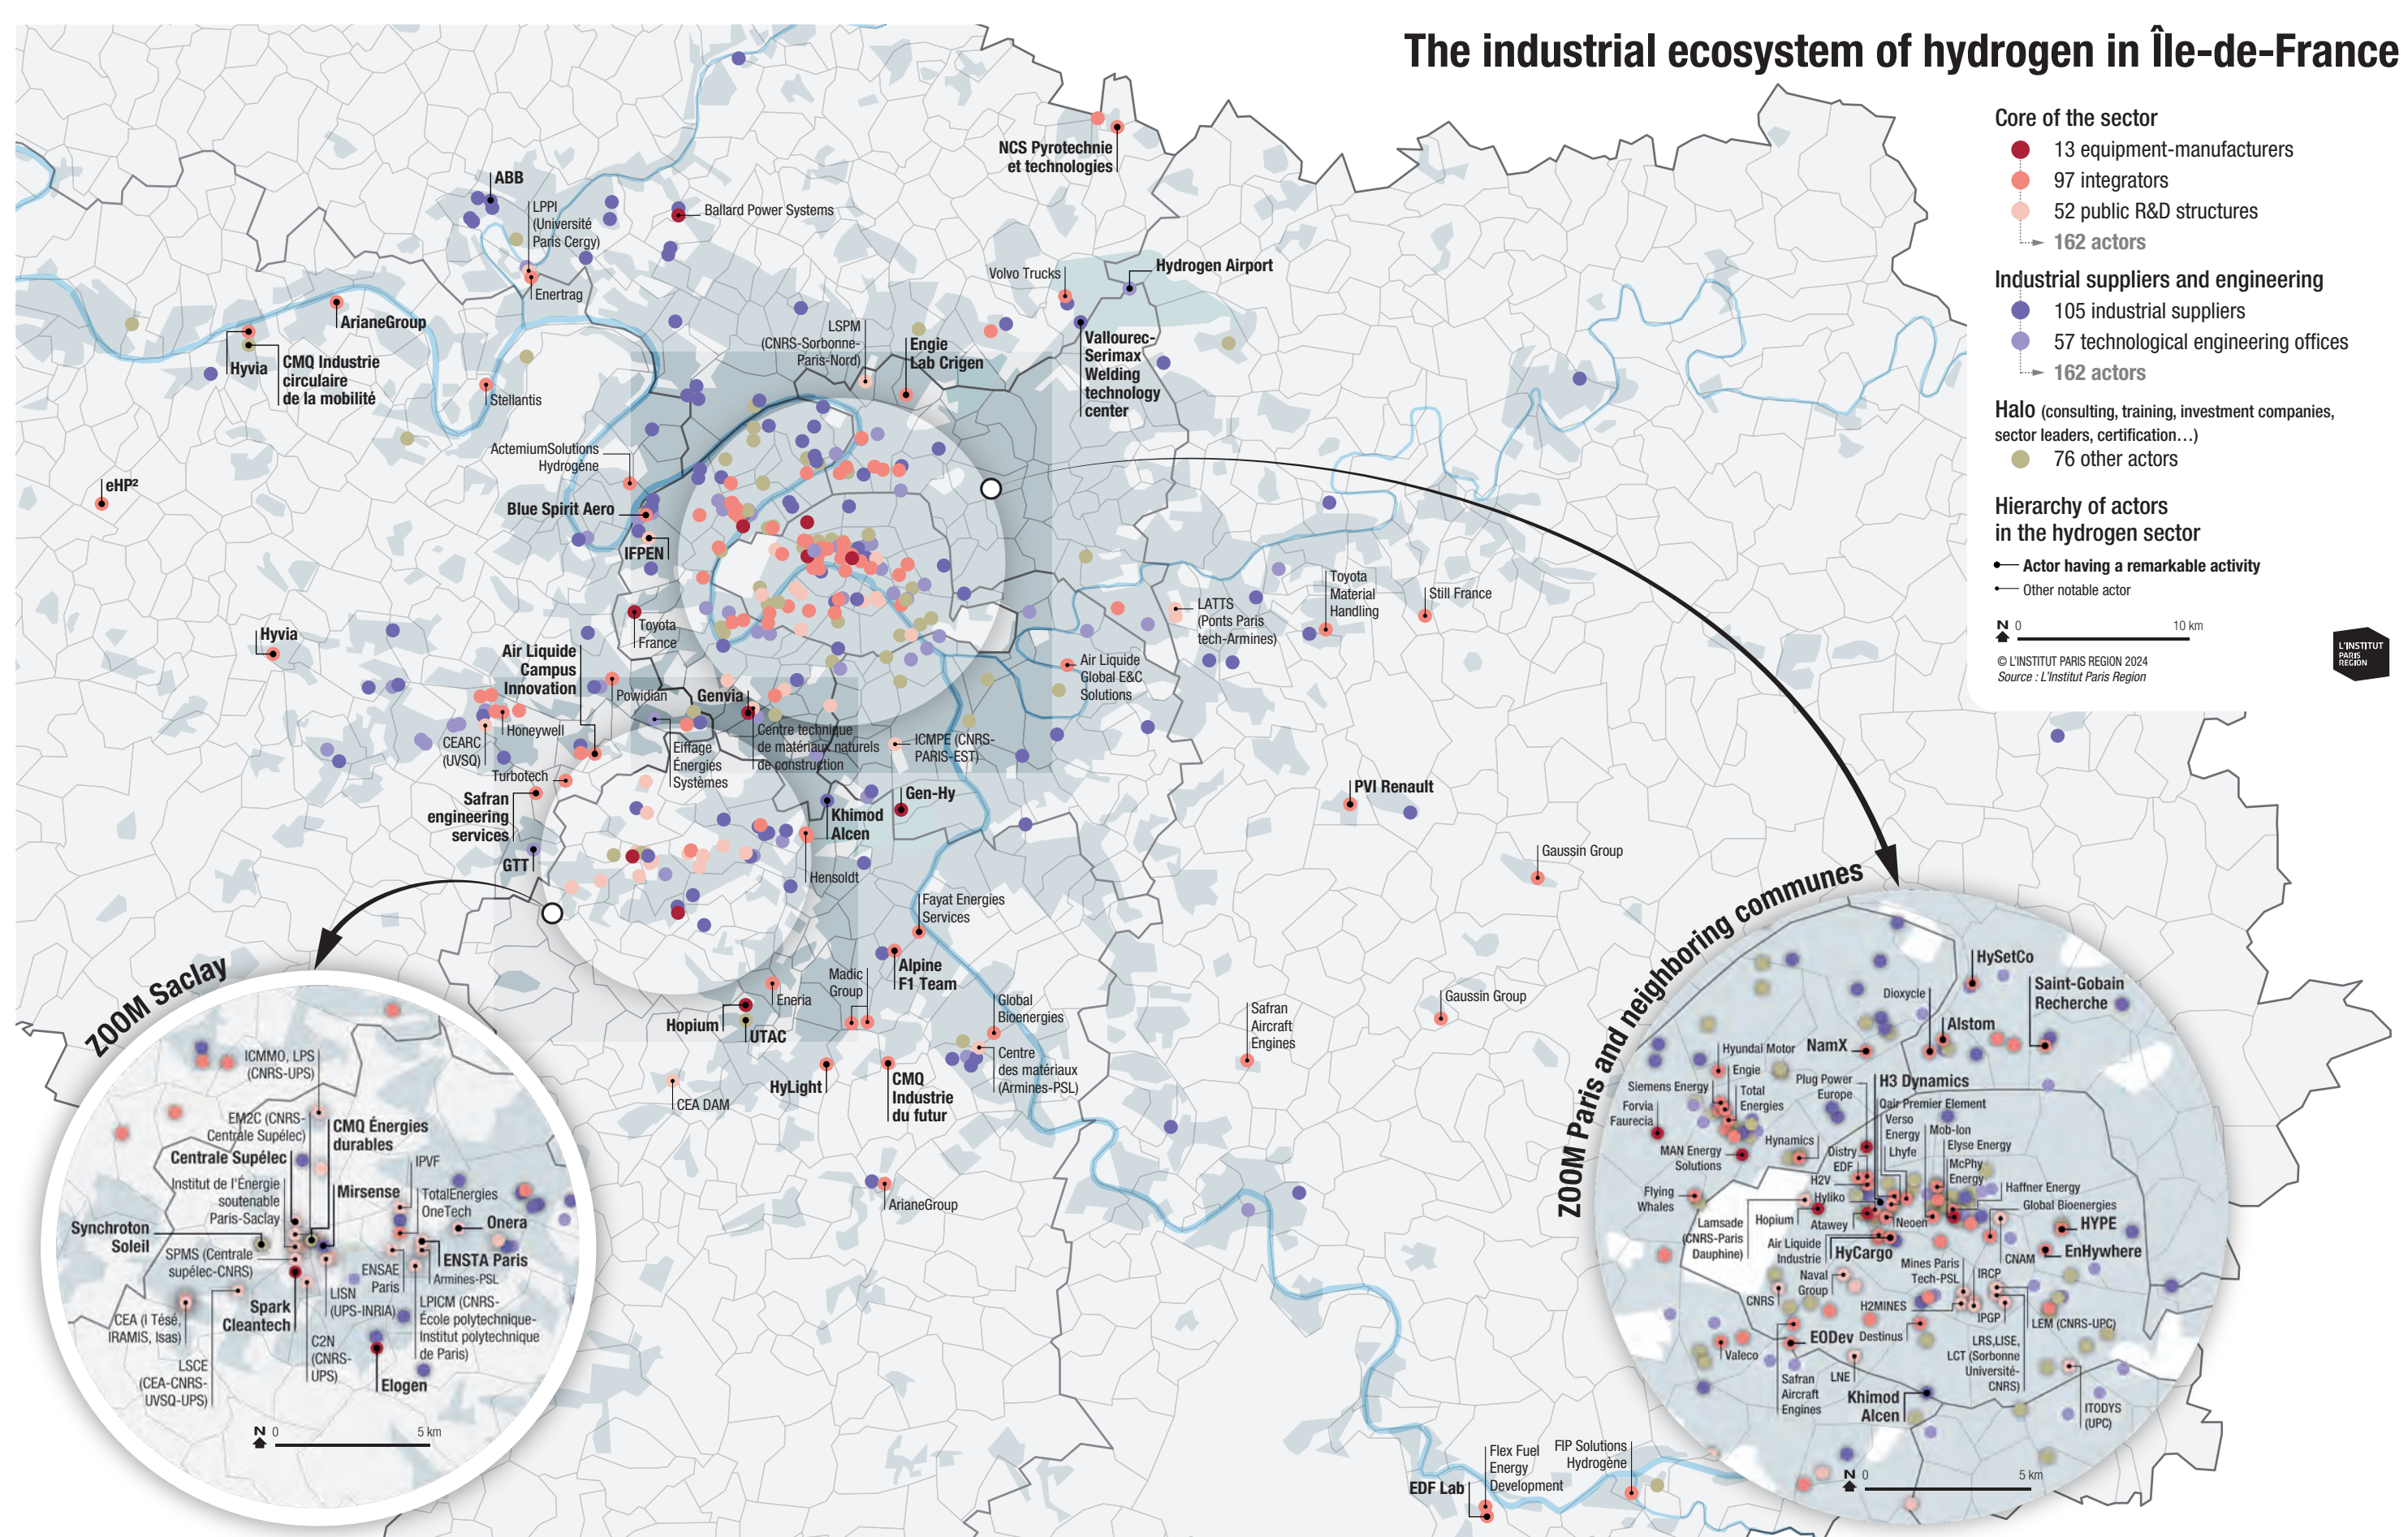 The industrial ecosystem of hydrogen in Île-de-France
Core of the sector
13 equipment-manufacturers
97 integrators
52 public R&D structures
162 actors
Industrial suppliers and engineering
105 industrial suppliers
57 technological engineering offices
162 actors
Halo (consulting, training, investment companies,
sector leaders, certification…)
76 other actors
Hierarchy of actors
in the hydrogen sector
Actor having a remarkable activity
Other notable actor
N 0 10 km
© L'INSTITUT PARIS REGION 2024
Source : L'Institut Paris Region
L'INSTITUT
PARIS
REGION
NCS Pyrotechnie
et technologies
ABB
LPPI
(Université
Paris Cergy)
Ballard Power Systems
Enertrag
Volvo Trucks
Hydrogen Airport
ArianeGroup
Hyvia
CMQ Industrie
circulaire
de la mobilité
Stellantis
LSPM
(CNRS-Sorbonne-
Paris-Nord)
Engie
Lab Crigen
Vallourec-
Serimax
Welding
technology
center
ActemiumSolutions
Hydrogène
eHP²
Blue Spirit Aero
IFPEN
Toyota
France
Hyvia
Air Liquide
Campus
Innovation
Powidian
Genvia
Honeywell
CEARC
(UVSQ)
Eiffage
Énergies
Systèmes
Centre technique
de matériaux naturels
de construction
ICMPE (CNRS-
PARIS-EST)
Turbotech
Safran
engineering
services
GTT
Khimod
Alcen
Gen-Hy
Hensoldt
LATTS
(Ponts Paris
tech-Armines)
Toyota
Material
Handling
Still France
Air Liquide
Global E&C
Solutions
PVI Renault
Gaussin Group
Fayat Energies
Services
Alpine
F1 Team
Madic
Group
Eneria
Hopium
UTAC
Global
Bioenergies
Centre
des matériaux
(Armines-PSL)
HyLight
CMQ
Industrie
du futur
CEA DAM
Safran
Aircraft
Engines
Gaussin Group
ArianeGroup
EDF Lab
Flex Fuel
Energy
Development
FIP Solutions
Hydrogène
ZOOM Saclay
ICMMO, LPS
(CNRS-UPS)
EM2C (CNRS-
Centrale Supélec)
CMQ Énergies
durables
Centrale Supélec
Institut de l'Énergie
soutenable
Paris-Saclay
Mirsense
IPVF
TotalEnergies
OneTech
Synchroton
Soleil
Onera
SPMS (Centrale
supélec-CNRS)
ENSAE
Paris
ENSTA Paris
Armines-PSL
CEA (I Tésé,
IRAMIS, Isas)
Spark
Cleantech
LISN
(UPS-INRIA)
LPICM (CNRS-
École polytechnique-
Institut polytechnique
de Paris)
LSCE
(CEA-CNRS-
UVSQ-UPS)
C2N
(CNRS-
UPS)
Elogen
N 0 5 km
ZOOM Paris and neighboring communes
HySetCo
Saint-Gobain
Recherche
Dioxycle
Alstom
NamX
Hyundai Motor
Engie
Siemens Energy
Total
Energies
Plug Power
Europe
H3 Dynamics
Qair Premier Element
Forvia
Faurecia
Verso
Energy
Mob-Ion
Elyse Energy
Hynamics
MAN Energy
Solutions
Distry
Lhyfe
EDF
McPhy
Energy
H2V
Hyliko
Haffner Energy
Flying
Whales
Global Bioenergies
Hopium
Atawey
Neoen
HYPE
Lamsade
(CNRS-Paris
Dauphine)
Air Liquide
Industrie
HyCargo
CNAM
EnHywhere
Mines Paris
Tech-PSL
IRCP
Naval
Group
CNRS
H2MINES
IPGP
LEM (CNRS-UPC)
EODev
Destinus
Valeco
LRS,LISE,
LCT (Sorbonne
Université-
CNRS)
Safran
Aircraft
Engines
LNE
Khimod
Alcen
ITODYS
(UPC)
N 0 5 km